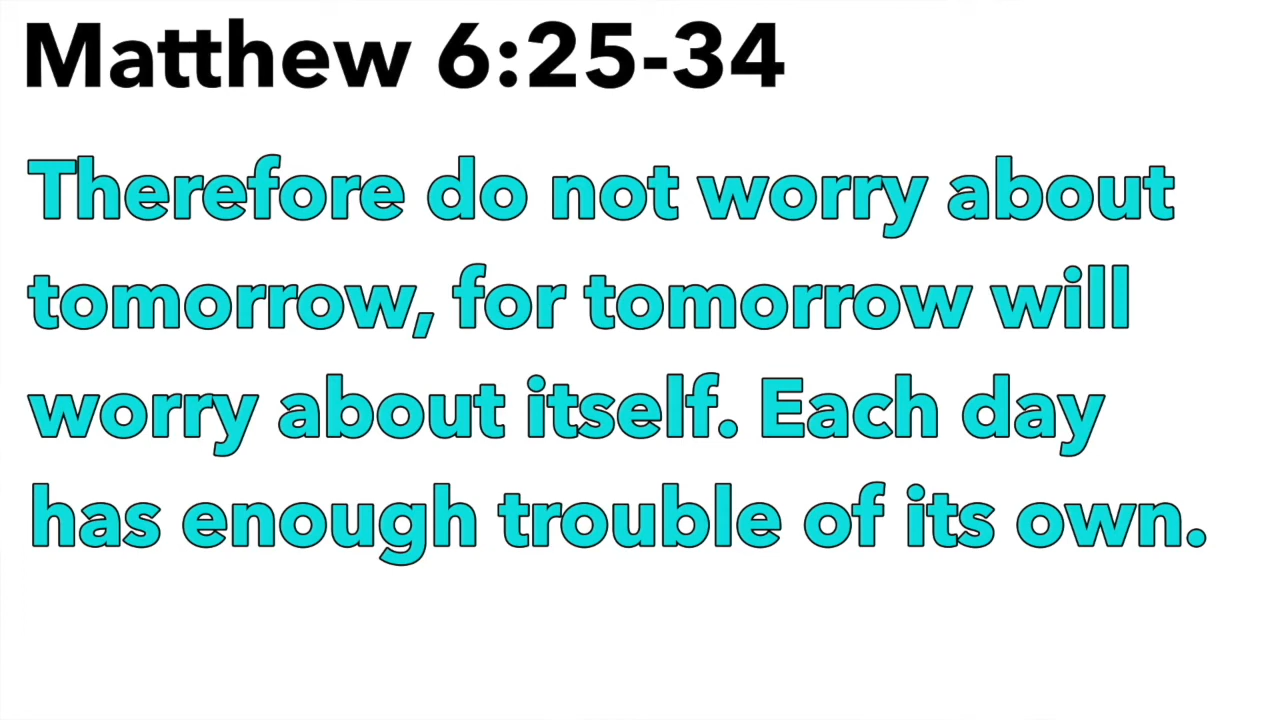 Matthew 6:25-34
Therefore do not worry about
tomorrow, for tomorrow will
worry about itself. Each day
has enough trouble of its own.